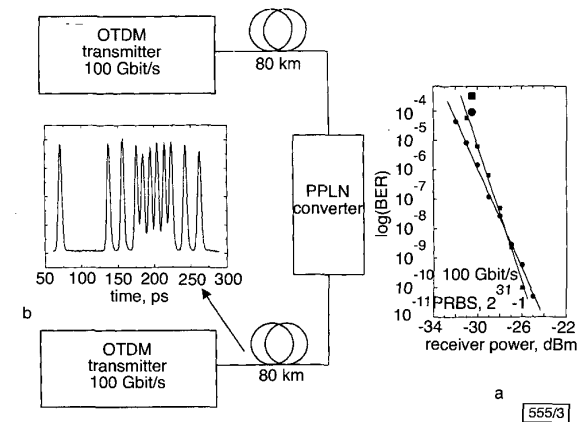 OTDM
transmitter
100 Gbit/s
80 km
PPLN
converter
50 100 150 200 250 300
time, ps
b
OTDM
transmitter
100 Gbit/s
80 km
log(BER)
10 -4
10 -5
10 -6
10 -7
10 -8
10 -9
10 -10
10 -11
100 Gbit/s
PRBS, 2 31 -1
-34 -30 -26 -22
receiver power, dBm
a
555/3